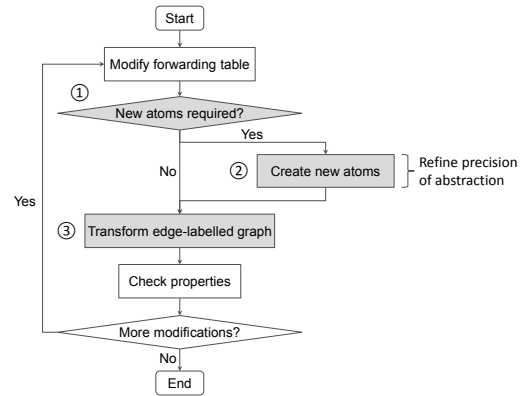 Start
Modify forwarding table
①
New atoms required?
Yes
No
②
Create new atoms
Refine precision
of abstraction
Yes
③
Transform edge-labelled graph
Check properties
More modifications?
No
End